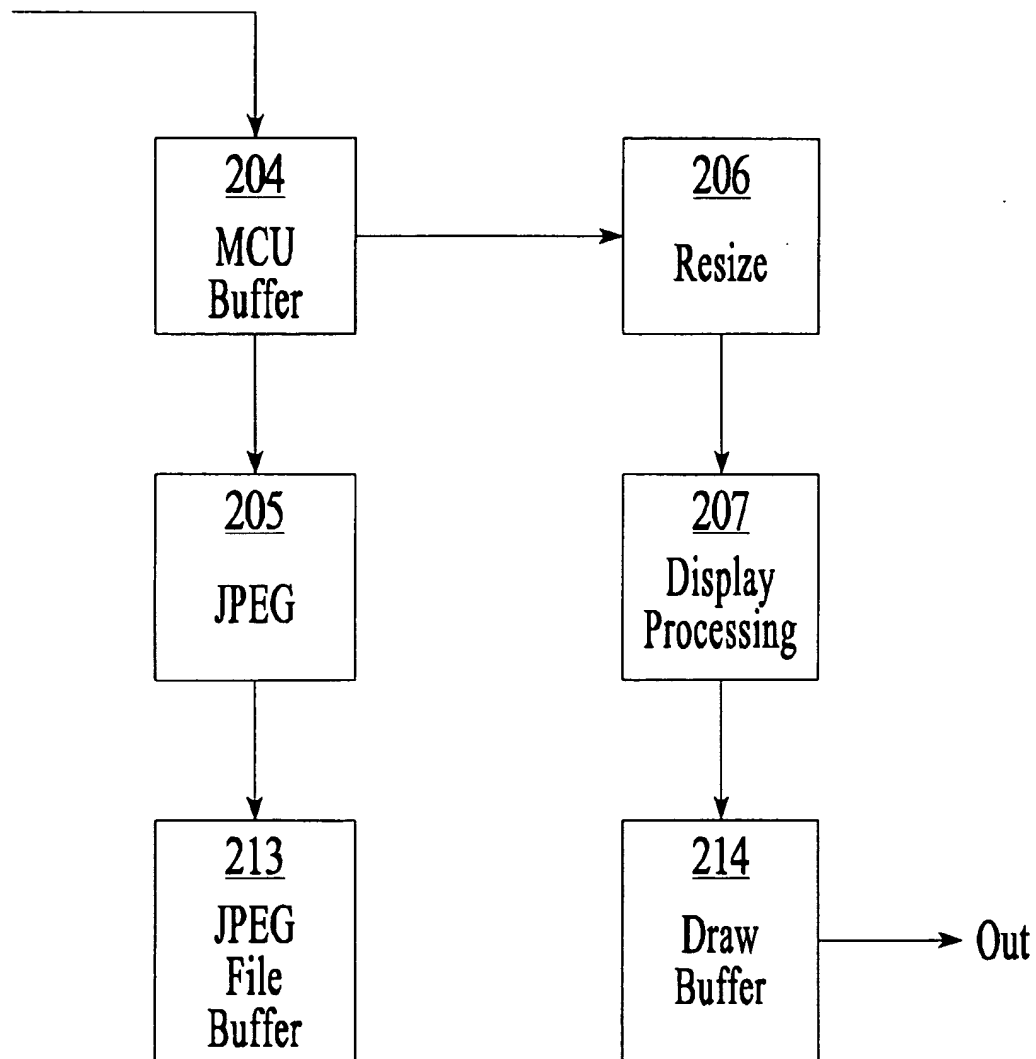 204
MCU
Buffer
206
Resize
205
JPEG
207
Display
Processing
213
JPEG
File
Buffer
214
Draw
Buffer
Out